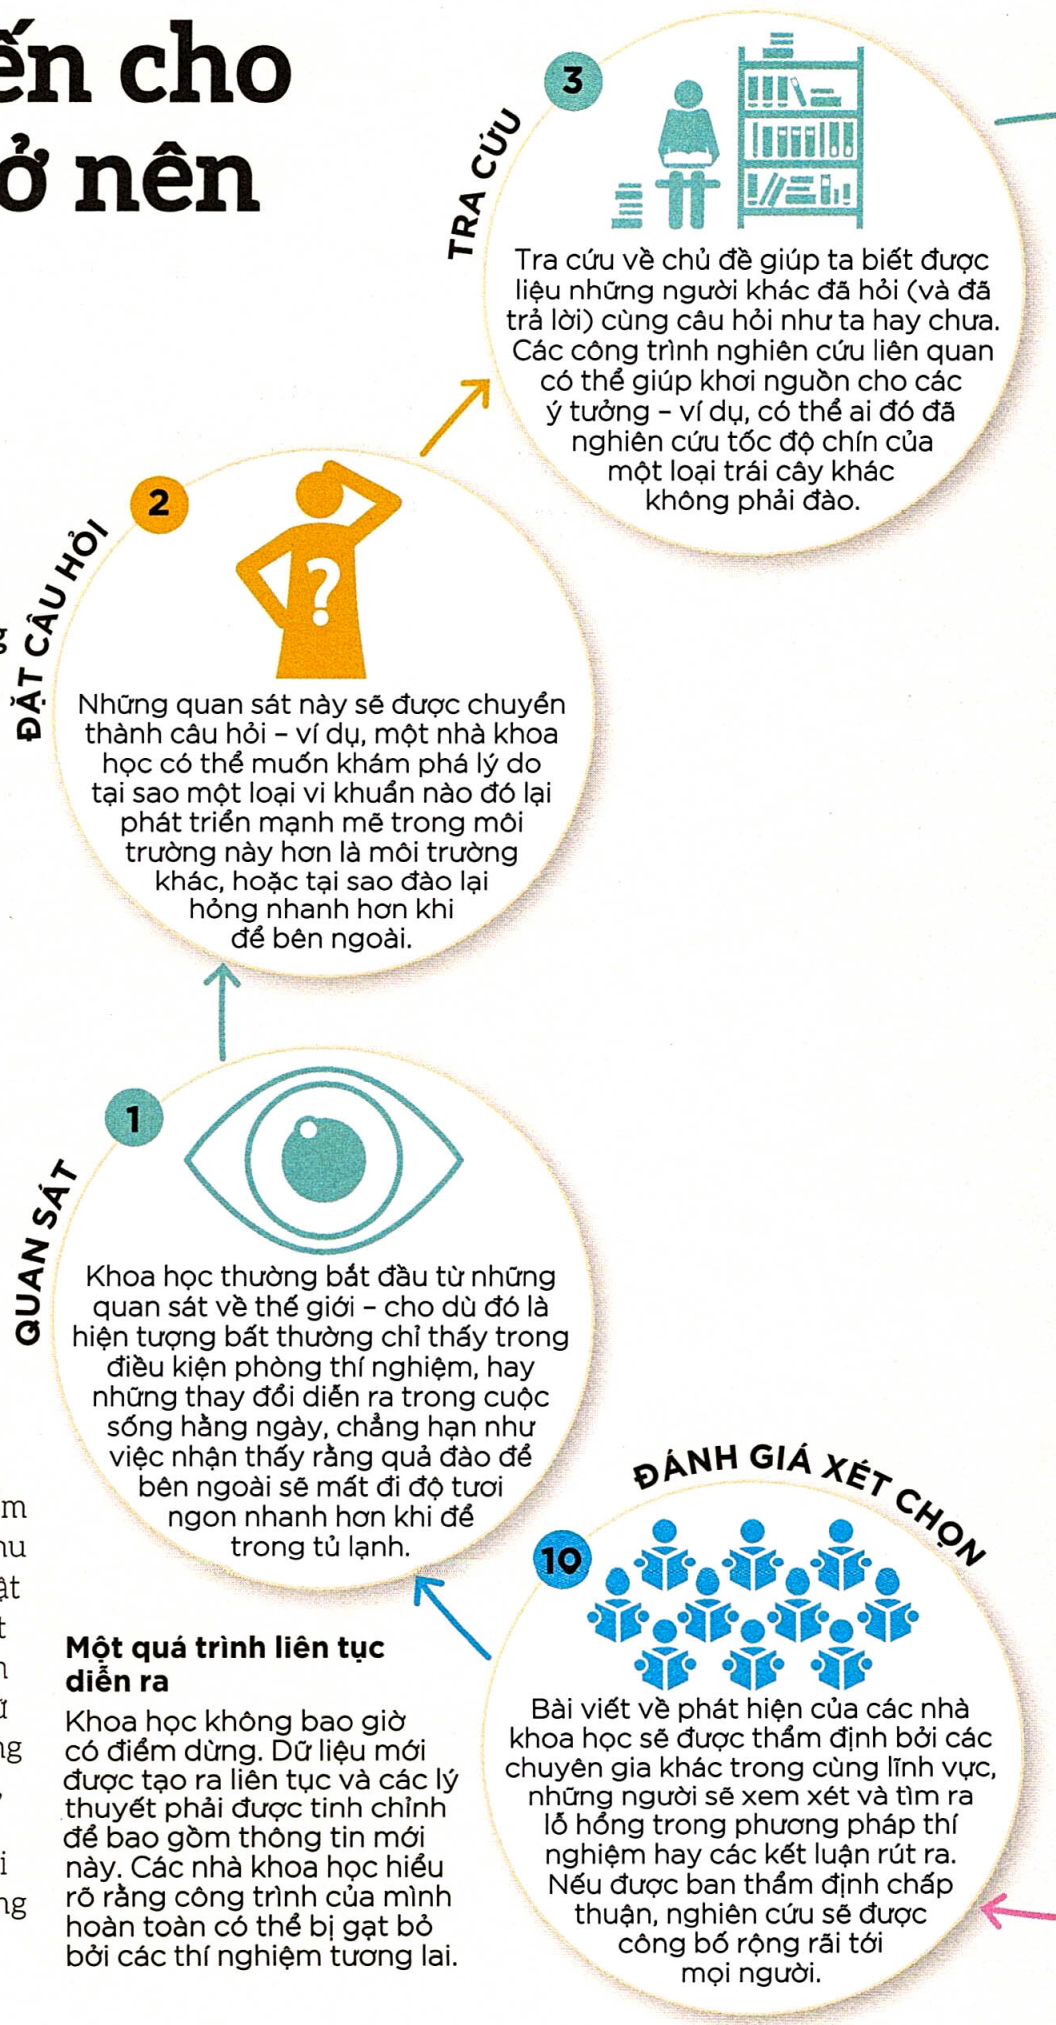 ến cho
ở nên
3
TRA CỨU
Tra cứu về chủ đề giúp ta biết được
liệu những người khác đã hỏi (và đã
trả lời) cùng câu hỏi như ta hay chưa.
Các công trình nghiên cứu liên quan
có thể giúp khơi nguồn cho các
ý tưởng – ví dụ, có thể ai đó đã
nghiên cứu tốc độ chín của
một loại trái cây khác
không phải đào.
2
ĐẶT CÂU HỎI
?
g
Những quan sát này sẽ được chuyển
thành câu hỏi – ví dụ, một nhà khoa
học có thể muốn khám phá lý do
tại sao một loại vi khuẩn nào đó lại
phát triển mạnh mẽ trong môi
trường này hơn là môi trường
khác, hoặc tại sao đào lại
hỏng nhanh hơn khi
để bên ngoài.
1
QUAN SÁT
Khoa học thường bắt đầu từ những
quan sát về thế giới – cho dù đó là
hiện tượng bất thường chỉ thấy trong
điều kiện phòng thí nghiệm, hay
những thay đổi diễn ra trong cuộc
sống hằng ngày, chẳng hạn như
việc nhận thấy rằng quả đào để
bên ngoài sẽ mất đi độ tươi
ngon nhanh hơn khi để
trong tủ lạnh.
Một quá trình liên tục
diễn ra
Khoa học không bao giờ
có điểm dừng. Dữ liệu mới
được tạo ra liên tục và các lý
thuyết phải được tinh chỉnh
để bao gồm thông tin mới
này. Các nhà khoa học hiểu
rõ rằng công trình của mình
hoàn toàn có thể bị gạt bỏ
bởi các thí nghiệm tương lai.
ĐÁNH GIÁ XÉT CHỌN
10
Bài viết về phát hiện của các nhà
khoa học sẽ được thẩm định bởi các
chuyên gia khác trong cùng lĩnh vực,
những người sẽ xem xét và tìm ra
lỗ hổng trong phương pháp thí
nghiệm hay các kết luận rút ra.
Nếu được ban thẩm định chấp
thuận, nghiên cứu sẽ được
công bố rộng rãi tới
mọi người.